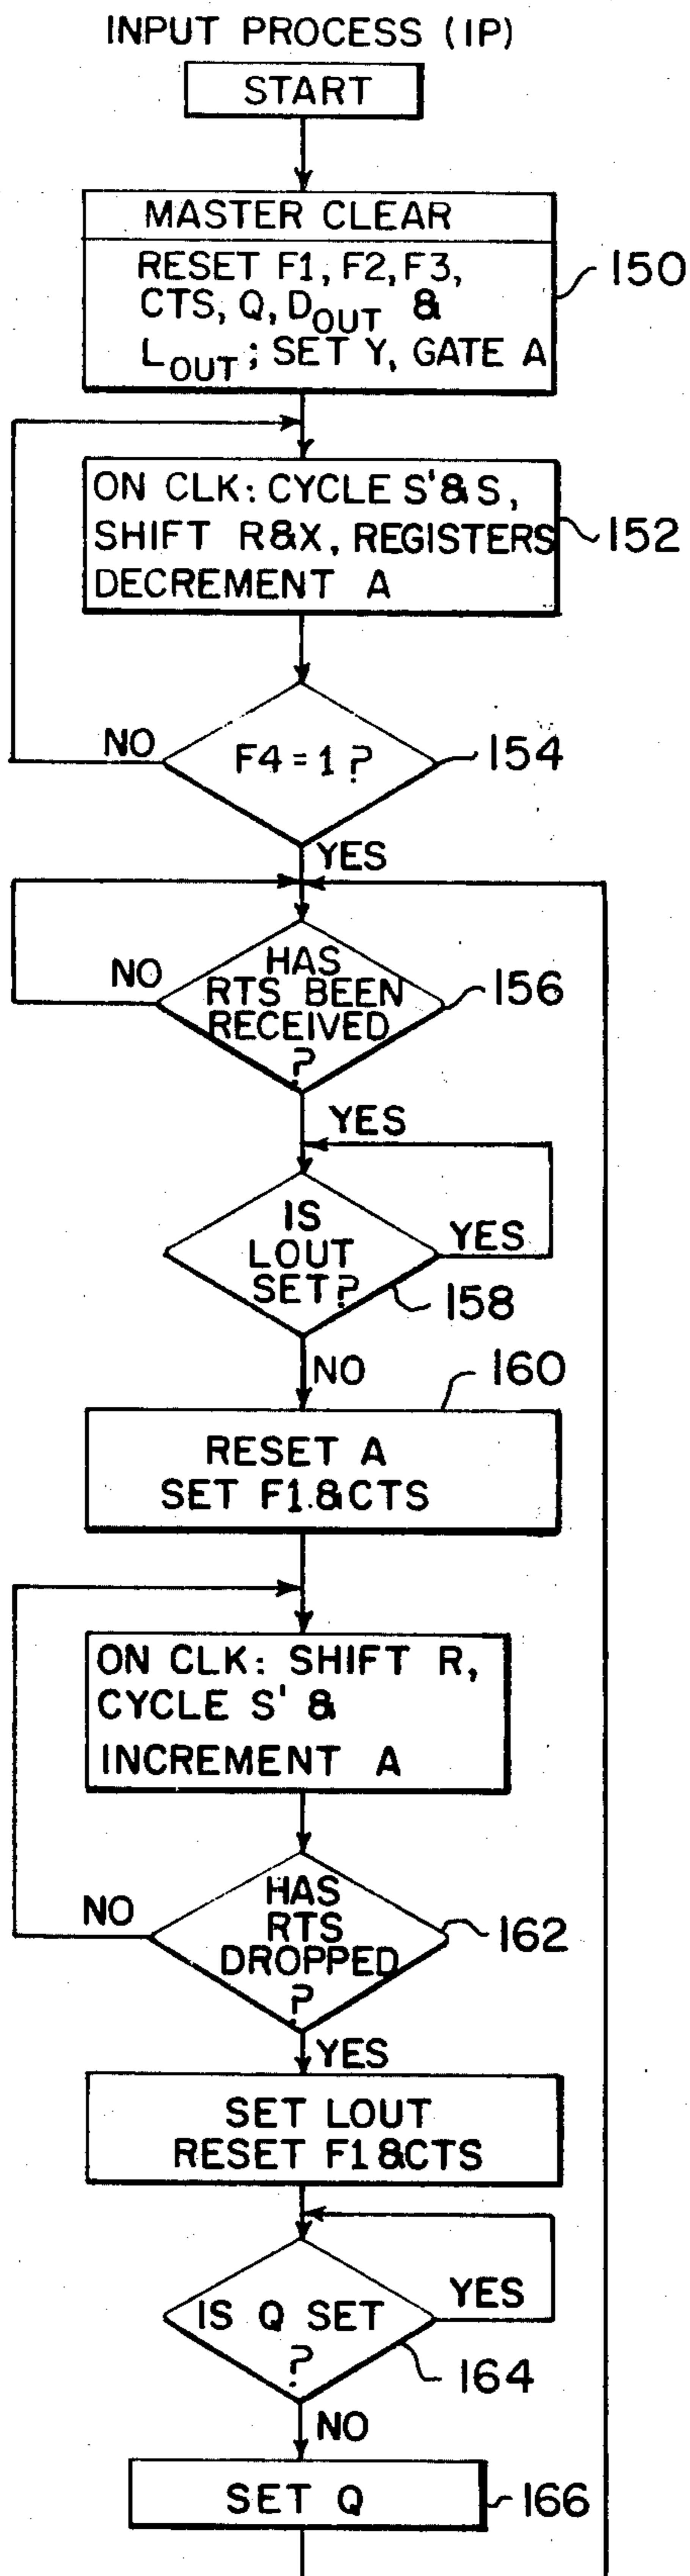 INPUT PROCESS (IP)
START
MASTER CLEAR
RESET F1, F2, F3,
CTS, Q, DOUT &
LOUT; SET Y, GATE A
150
ON CLK: CYCLE S'&S,
SHIFT R&X, REGISTERS
DECREMENT A
152
F4=1?
154
NO
YES
HAS
RTS BEEN
RECEIVED
?
156
NO
YES
IS
LOUT
SET?
YES
158
NO
160
RESET A
SET F1&CTS
ON CLK: SHIFT R,
CYCLE S' &
INCREMENT A
HAS
RTS
DROPPED
?
NO
162
YES
SET LOUT
RESET F1&CTS
IS Q SET
?
YES
164
NO
SET Q
166